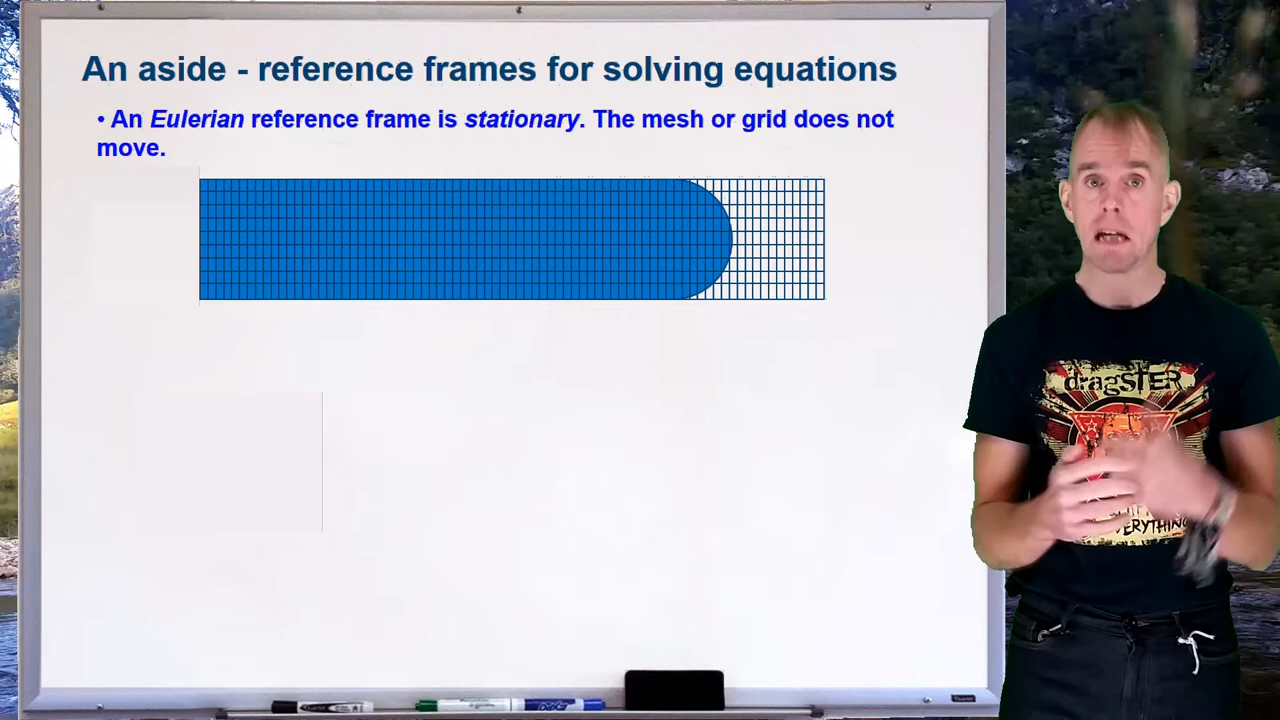 An aside - reference frames for solving equations
• An Eulerian reference frame is stationary. The mesh or grid does not
move.
dragSTER
EVERYTHING